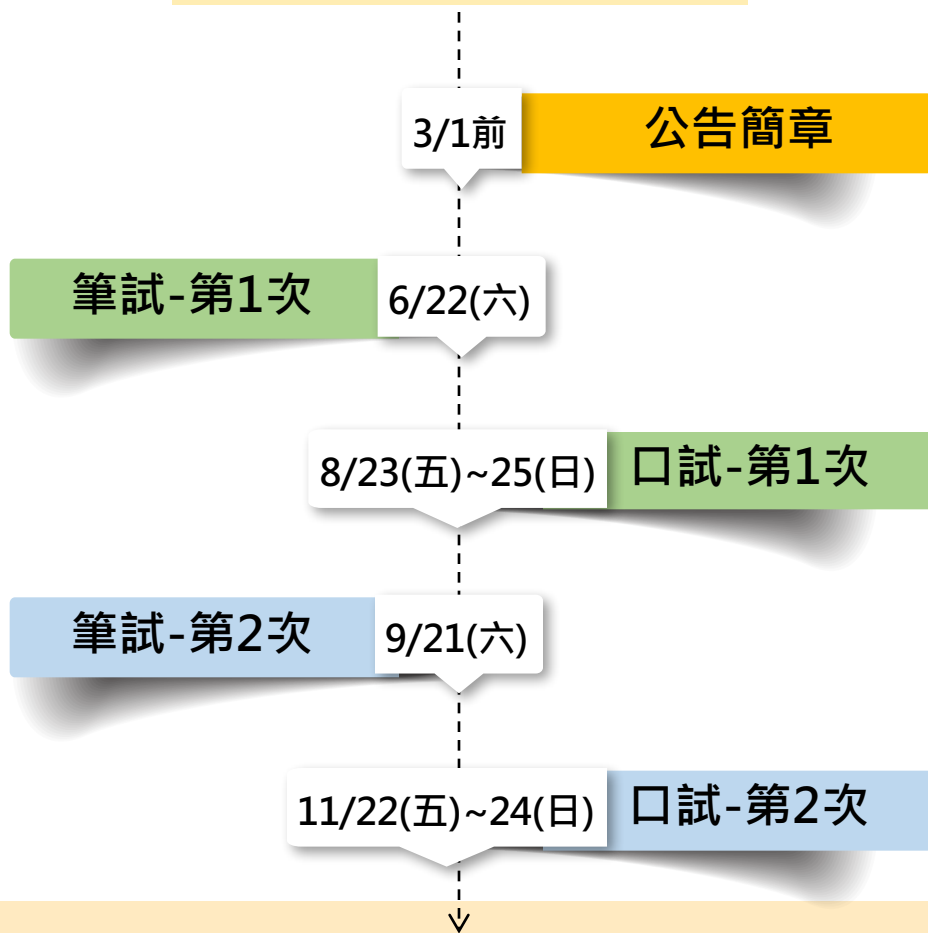 3/1前
公告簡章
筆試-第1次
6/22(六)
8/23(五)~25(日)
口試-第1次
筆試-第2次
9/21(六)
11/22(五)~24(日)
口試-第2次